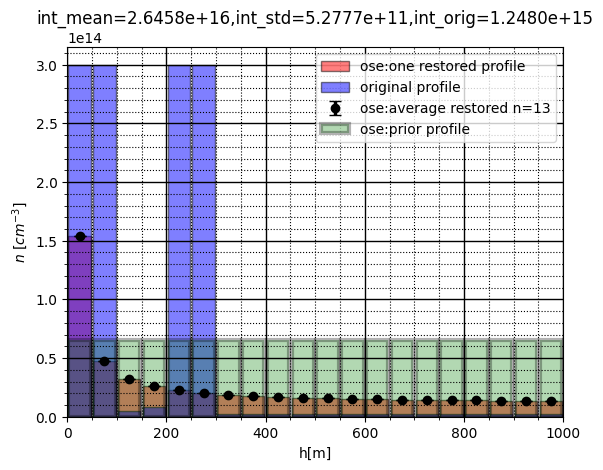 int_mean=2.6458e+16,int_std=5.2777e+11,int_orig=1.2480e+15
1e14
ose:one restored profile
original profile
ose:average restored n=13
ose:prior profile
3.0
2.5
2.0
1.5
1.0
0.5
0.0
n [cm⁻³]
0 200 400 600 800 1000
h[m]